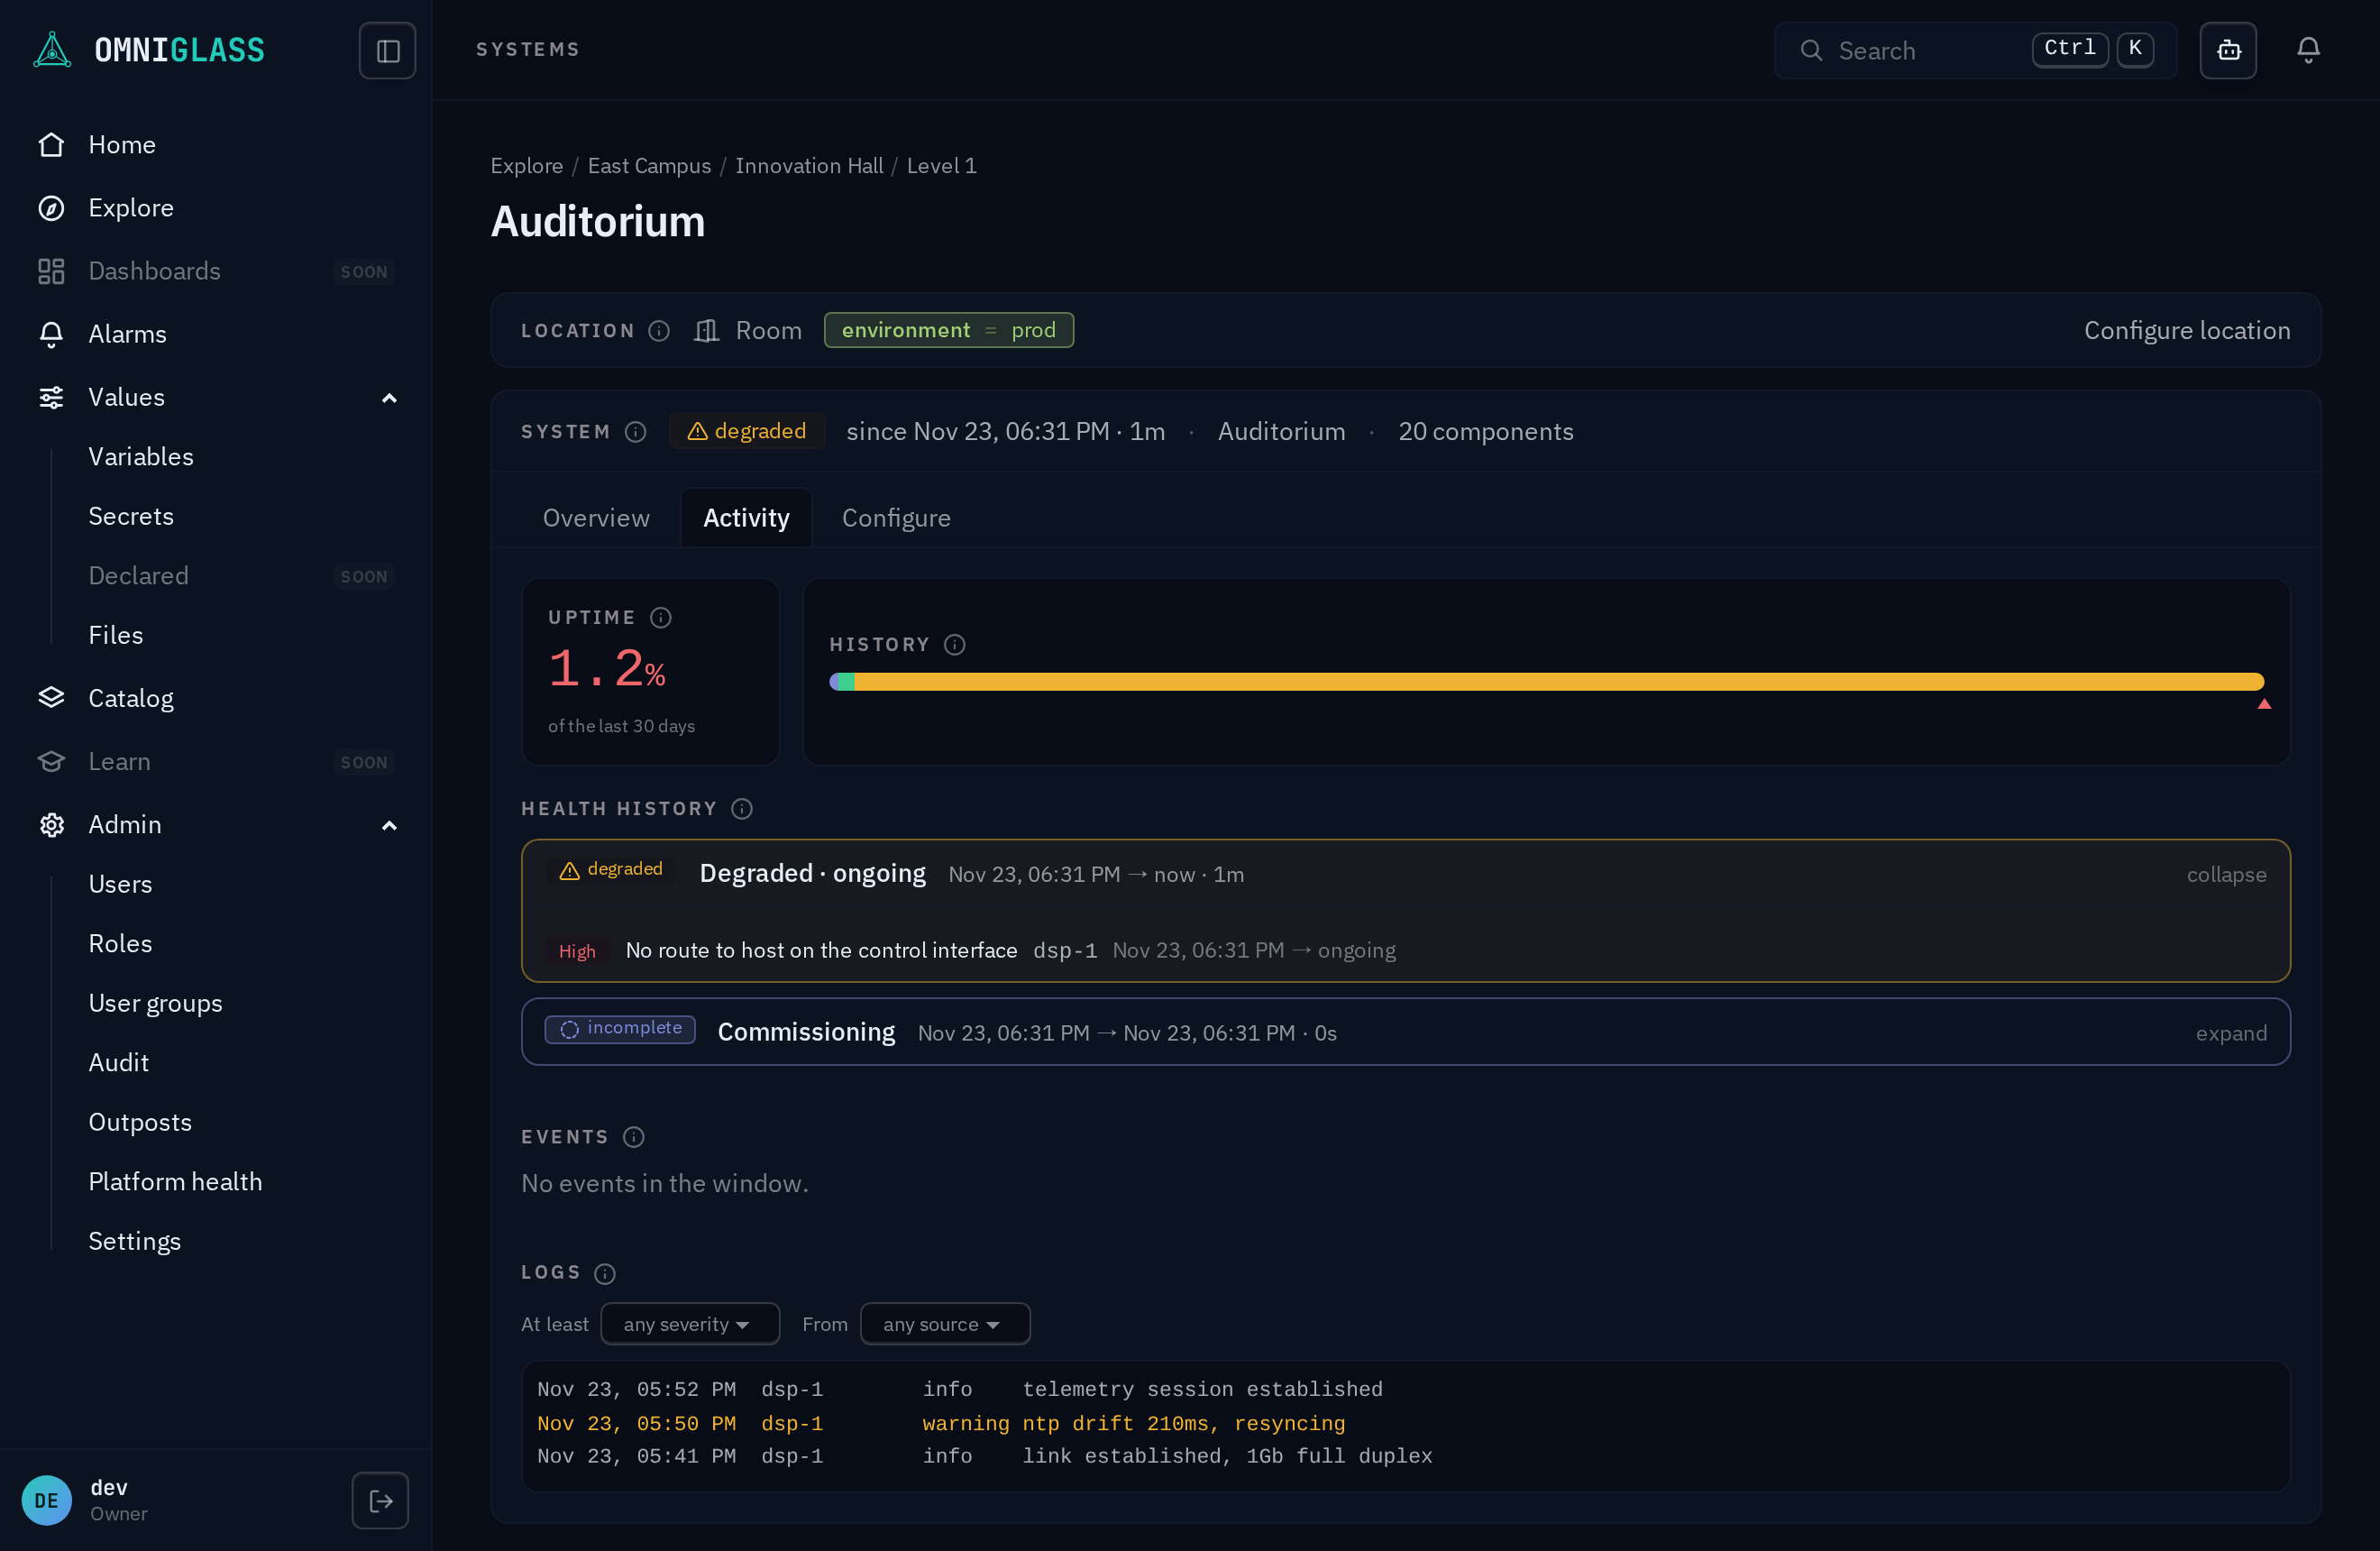 OMNIGLASS
SYSTEMS
Search Ctrl K
Home
Explore
Dashboards SOON
Alarms
Values
Variables
Secrets
Declared SOON
Files
Catalog
Learn SOON
Admin
Users
Roles
User groups
Audit
Outposts
Platform health
Settings
DE dev
Owner
Explore / East Campus / Innovation Hall / Level 1
Auditorium
LOCATION Room environment = prod Configure location
SYSTEM degraded since Nov 23, 06:31 PM · 1m · Auditorium · 20 components
Overview Activity Configure
UPTIME
1.2%
of the last 30 days
HISTORY
HEALTH HISTORY
degraded Degraded · ongoing Nov 23, 06:31 PM → now · 1m collapse
High No route to host on the control interface dsp-1 Nov 23, 06:31 PM → ongoing
incomplete Commissioning Nov 23, 06:31 PM → Nov 23, 06:31 PM · 0s expand
EVENTS
No events in the window.
LOGS
At least any severity From any source
Nov 23, 05:52 PM dsp-1 info telemetry session established
Nov 23, 05:50 PM dsp-1 warning ntp drift 210ms, resyncing
Nov 23, 05:41 PM dsp-1 info link established, 1Gb full duplex